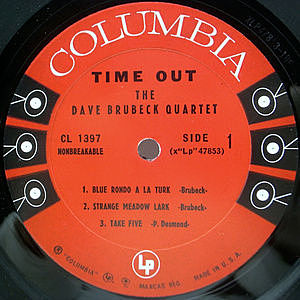 COLUMBIA
TIME OUT
THE
DAVE BRUBECK QUARTET
CL 1397
NONBREAKABLE
SIDE 1
(x"Lp" 47853)
1. BLUE RONDO A LA TURK -Brubeck-
2. STRANGE MEADOW LARK -Brubeck-
3. TAKE FIVE -P. Desmond-
® "COLUMBIA",
Lp
MARCAS REG.
MADE IN U.S.A.